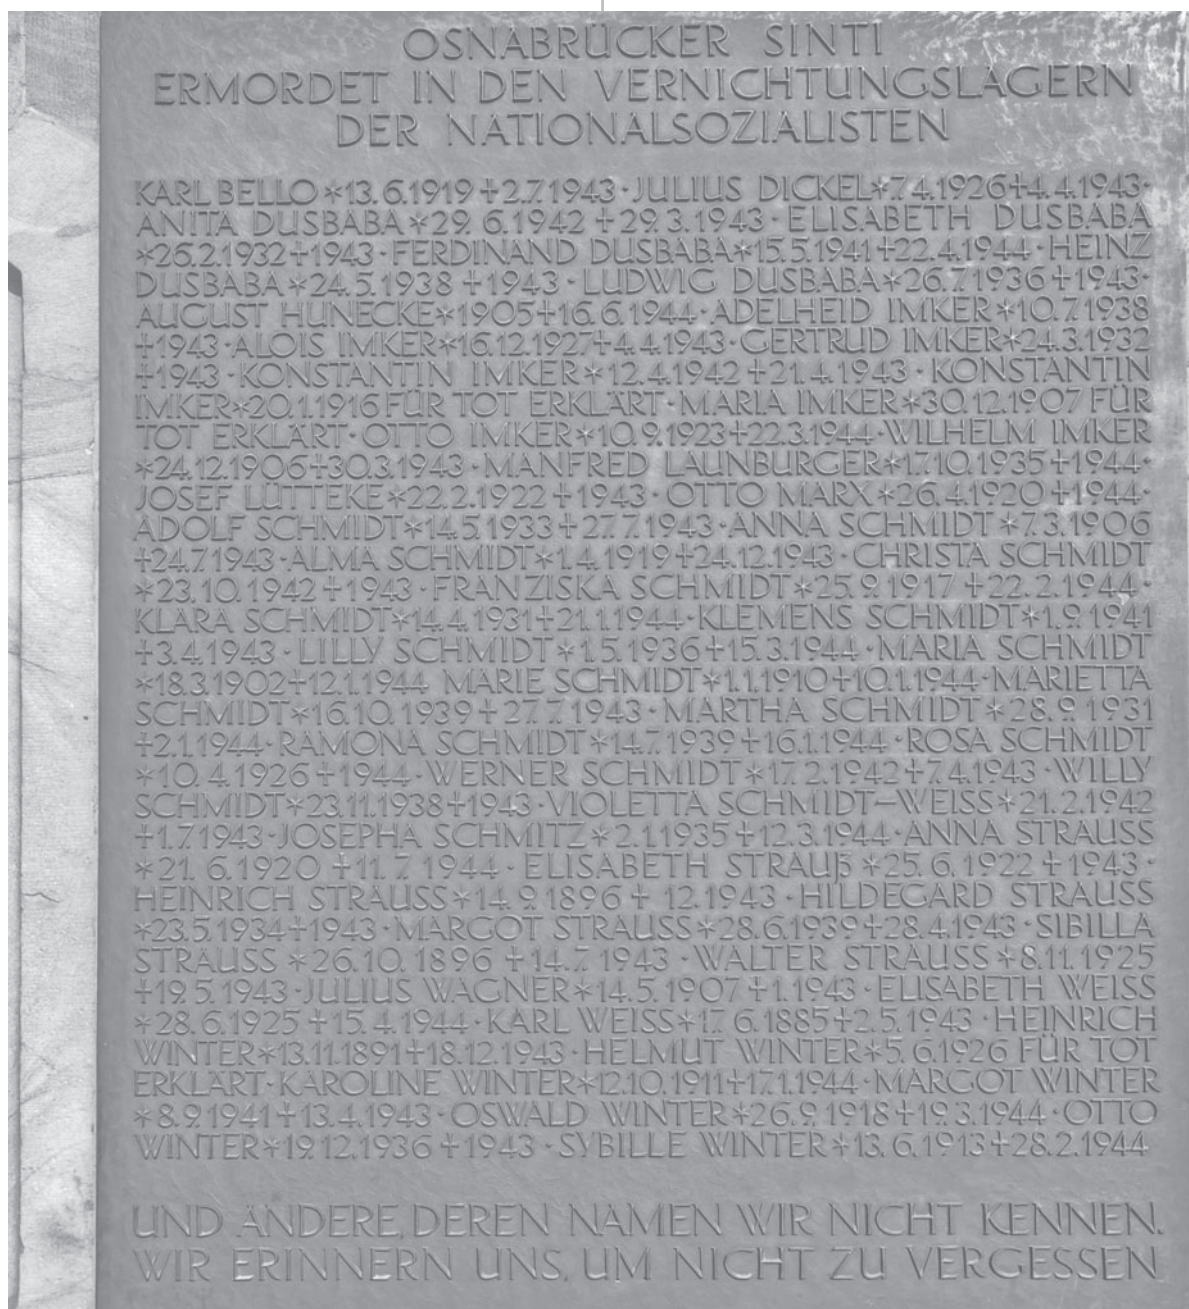 OSNABRÜCKER SINTI
ERMORDET IN DEN VERNICHTUNGSLAGERN
DER NATIONALSOZIALISTEN
KARL BELLO *13.6.1919 +2.7.1943· JULIUS DICKEL*7.4.1926+4.4.1943·
ANITA DUSBABA *29.6.1942 +29.3.1943· ELISABETH DUSBABA
*26.2.1932+1943· FERDINAND DUSBABA*15.5.1941+22.4.1944· HEINZ
DUSBABA*24.5.1938 +1943· LUDWIG DUSBABA*26.7.1936+1943·
AUGUST HUNECKE*1905+16.6.1944· ADELHEID IMKER*10.7.1938
+1943· ALOIS IMKER*16.12.1927+4.4.1943· GERTRUD IMKER*24.3.1932
+1943· KONSTANTIN IMKER*12.4.1942+21.4.1943· KONSTANTIN
IMKER*20.1.1916 FÜR TOT ERKLÄRT· MARIA IMKER*30.12.1907 FÜR
TOT ERKLÄRT· OTTO IMKER*10.9.1923+22.3.1944· WILHELM IMKER
*24.12.1906+30.3.1943· MANFRED LAUNBURGER*17.10.1935+1944·
JOSEF LÜTTEKE*22.2.1922+1943· OTTO MARX*26.4.1920+1944·
ADOLF SCHMIDT*14.5.1933+27.7.1943· ANNA SCHMIDT*7.3.1906
+24.7.1943· ALMA SCHMIDT*1.4.1919+24.12.1943· CHRISTA SCHMIDT
*23.10.1942+1943· FRANZISKA SCHMIDT*25.9.1917 +22.2.1944·
KLARA SCHMIDT*14.4.1931+21.1.1944· KLEMENS SCHMIDT*1.9.1941
+3.4.1943· LILLY SCHMIDT*1.5.1936+15.3.1944· MARIA SCHMIDT
*18.3.1902+12.1.1944 MARIE SCHMIDT*1.1.1910+10.1.1944· MARIETTA
SCHMIDT*16.10.1939+27.7.1943· MARTHA SCHMIDT*28.9.1931
+2.1.1944· RAMONA SCHMIDT*14.7.1939+16.1.1944· ROSA SCHMIDT
*10.4.1926+1944· WERNER SCHMIDT*17.2.1942+7.4.1943· WILLY
SCHMIDT*23.11.1938+1943· VIOLETTA SCHMIDT–WEISS*21.2.1942
+1.7.1943· JOSEPHA SCHMITZ*2.1.1935+12.3.1944· ANNA STRAUSS
*21.6.1920 +11.7.1944· ELISABETH STRAUß *25.6.1922+1943·
HEINRICH STRAUSS*14.9.1896+ 12.1943· HILDEGARD STRAUSS
*23.5.1934+1943· MARGOT STRAUSS*28.6.1939+28.4.1943· SIBILLA
STRAUSS *26.10.1896 +14.7.1943· WALTER STRAUSS*8.11.1925
+19.5.1943· JULIUS WAGNER*14.5.1907+1.1943· ELISABETH WEISS
*28.6.1925+15.4.1944· KARL WEISS*17.6.1885+2.5.1943· HEINRICH
WINTER*13.11.1891+18.12.1943· HELMUT WINTER*5.6.1926 FÜR TOT
ERKLÄRT· KAROLINE WINTER*12.10.1911+17.1.1944· MARGOT WINTER
*8.9.1941+13.4.1943· OSWALD WINTER*26.9.1918+19.3.1944· OTTO
WINTER*19.12.1936+1943· SYBILLE WINTER*13.6.1913+28.2.1944
UND ANDERE, DEREN NAMEN WIR NICHT KENNEN.
WIR ERINNERN UNS, UM NICHT ZU VERGESSEN.